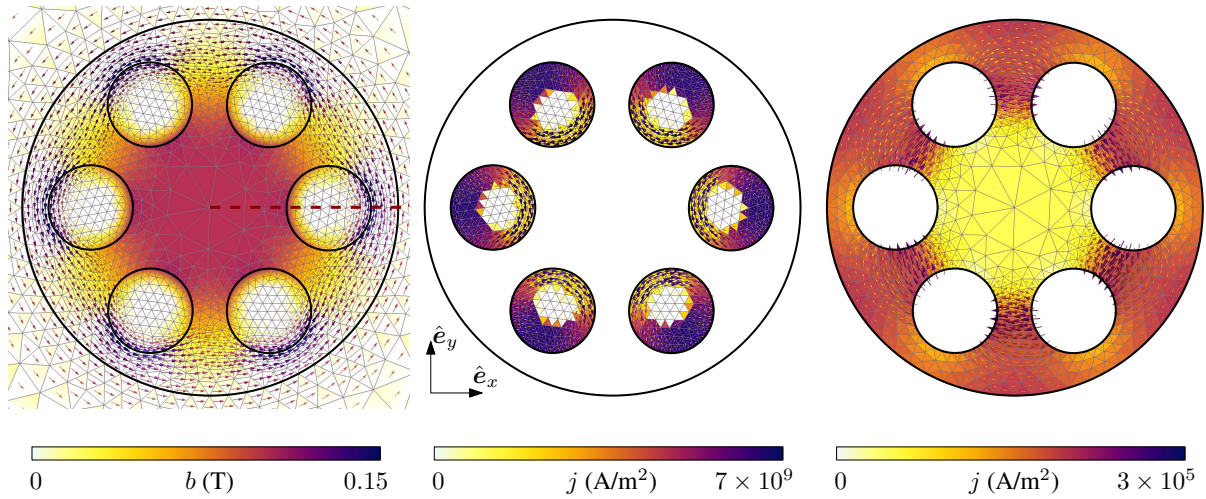 ê_y
ê_x
0 b (T) 0.15
0 j (A/m²) 7 × 10⁹
0 j (A/m²) 3 × 10⁵